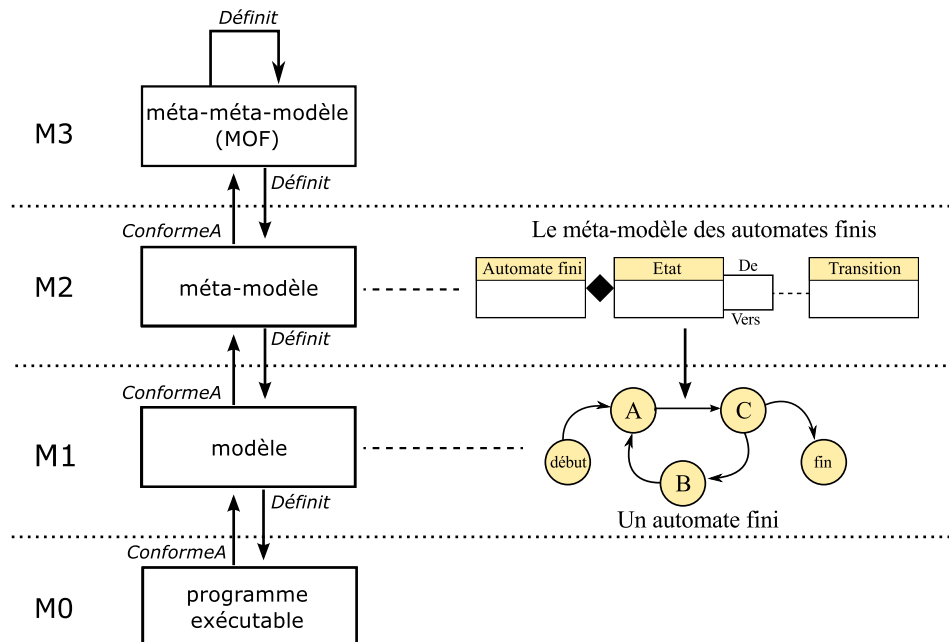 Définit
M3
méta-méta-modèle
(MOF)
Définit
ConformeA
Le méta-modèle des automates finis
M2
méta-modèle
Automate fini
Etat
De
Vers
Transition
Définit
ConformeA
M1
modèle
A
C
début
B
fin
Un automate fini
Définit
ConformeA
M0
programme
exécutable